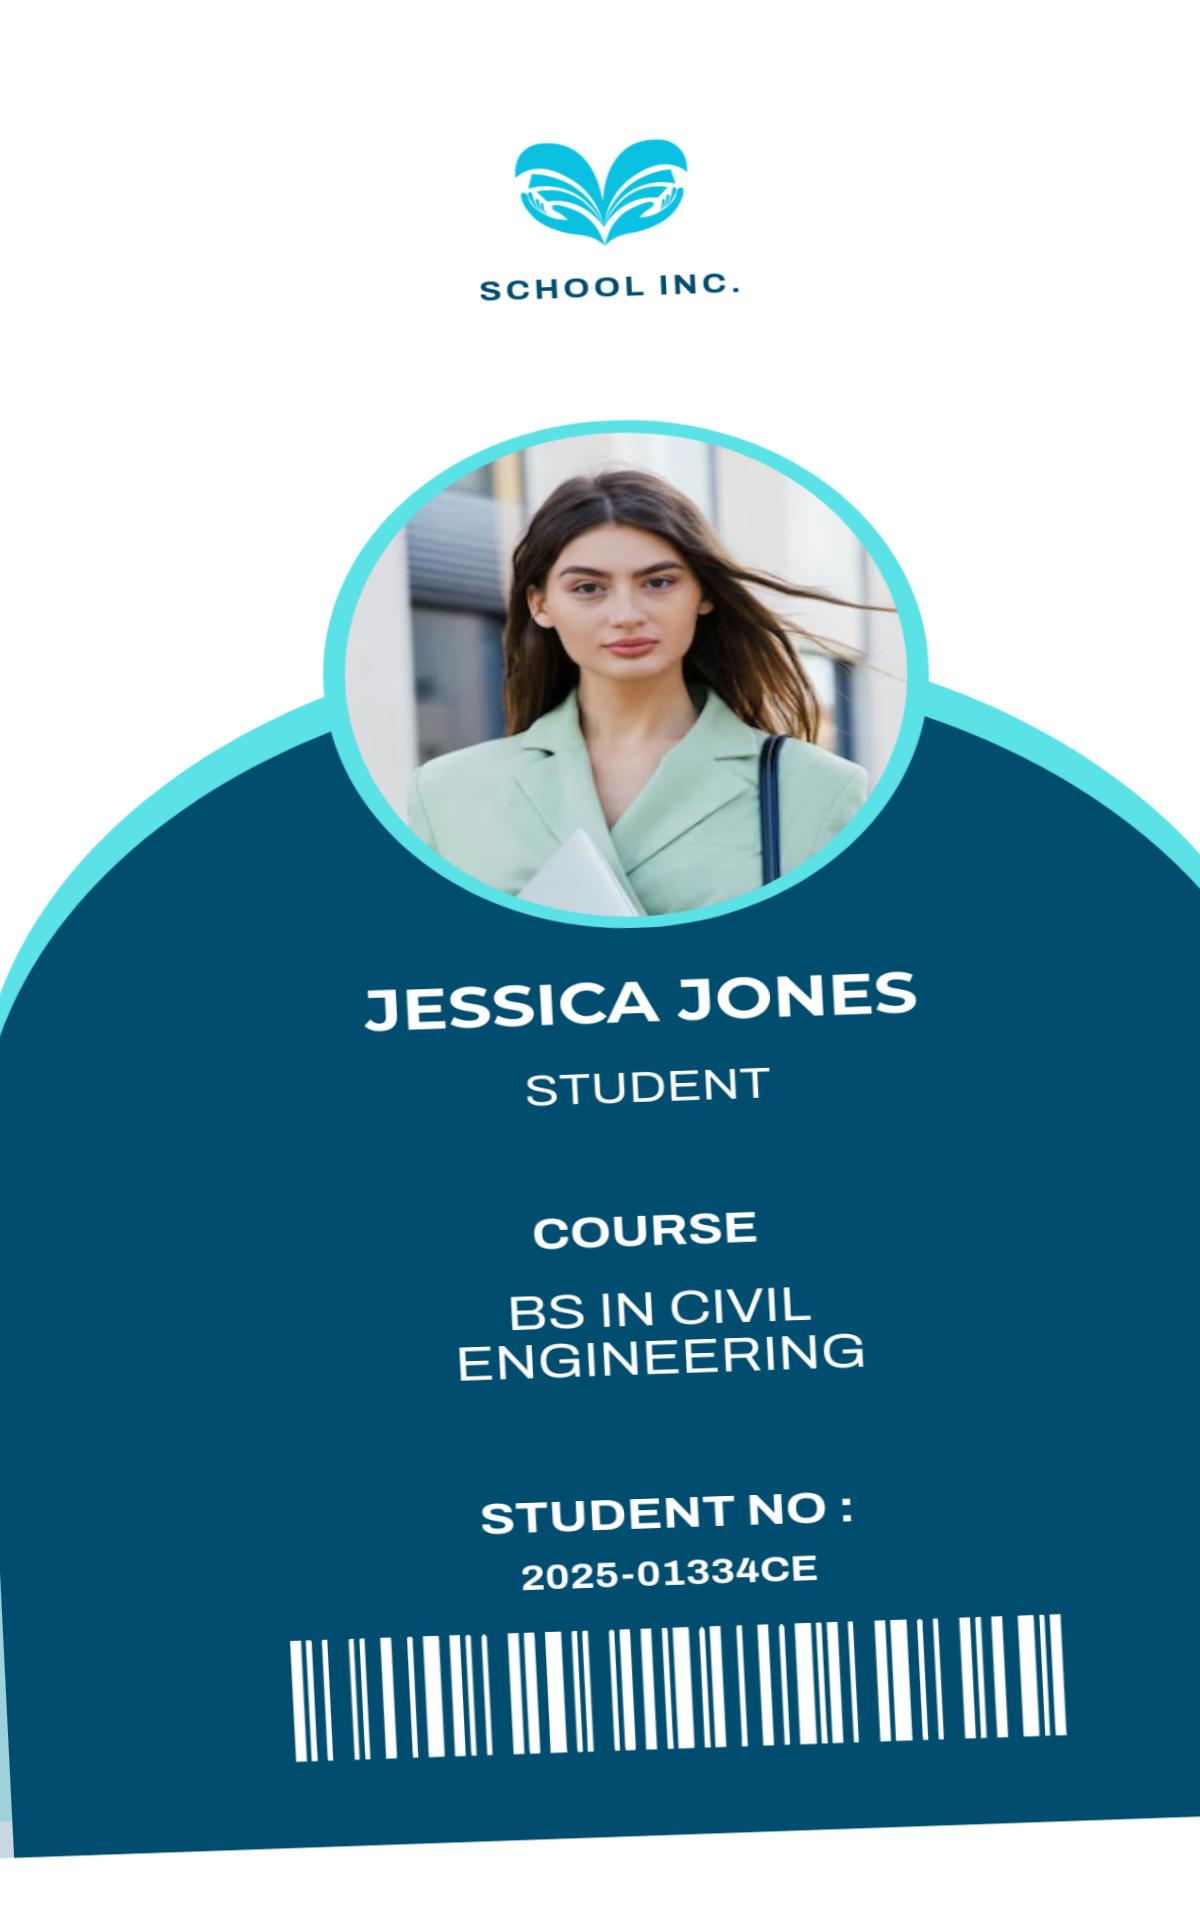 SCHOOL INC.
JESSICA JONES
STUDENT
COURSE
BS IN CIVIL
ENGINEERING
STUDENT NO :
2025-01334CE